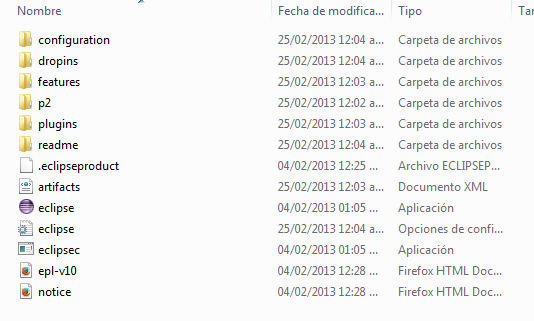 Nombre Fecha de modifica... Tipo Tar
configuration 25/02/2013 12:04 a... Carpeta de archivos
dropins 25/02/2013 12:04 a... Carpeta de archivos
features 25/02/2013 12:03 a... Carpeta de archivos
p2 25/02/2013 12:02 a... Carpeta de archivos
plugins 25/02/2013 12:03 a... Carpeta de archivos
readme 25/02/2013 12:04 a... Carpeta de archivos
.eclipseproduct 04/02/2013 12:25 ... Archivo ECLIPSEP...
artifacts 25/02/2013 12:03 a... Documento XML
eclipse 04/02/2013 01:05 ... Aplicación
eclipse 25/02/2013 12:04 a... Opciones de confi...
eclipsec 04/02/2013 01:05 ... Aplicación
epl-v10 04/02/2013 12:28 ... Firefox HTML Doc...
notice 04/02/2013 12:28 ... Firefox HTML Doc...